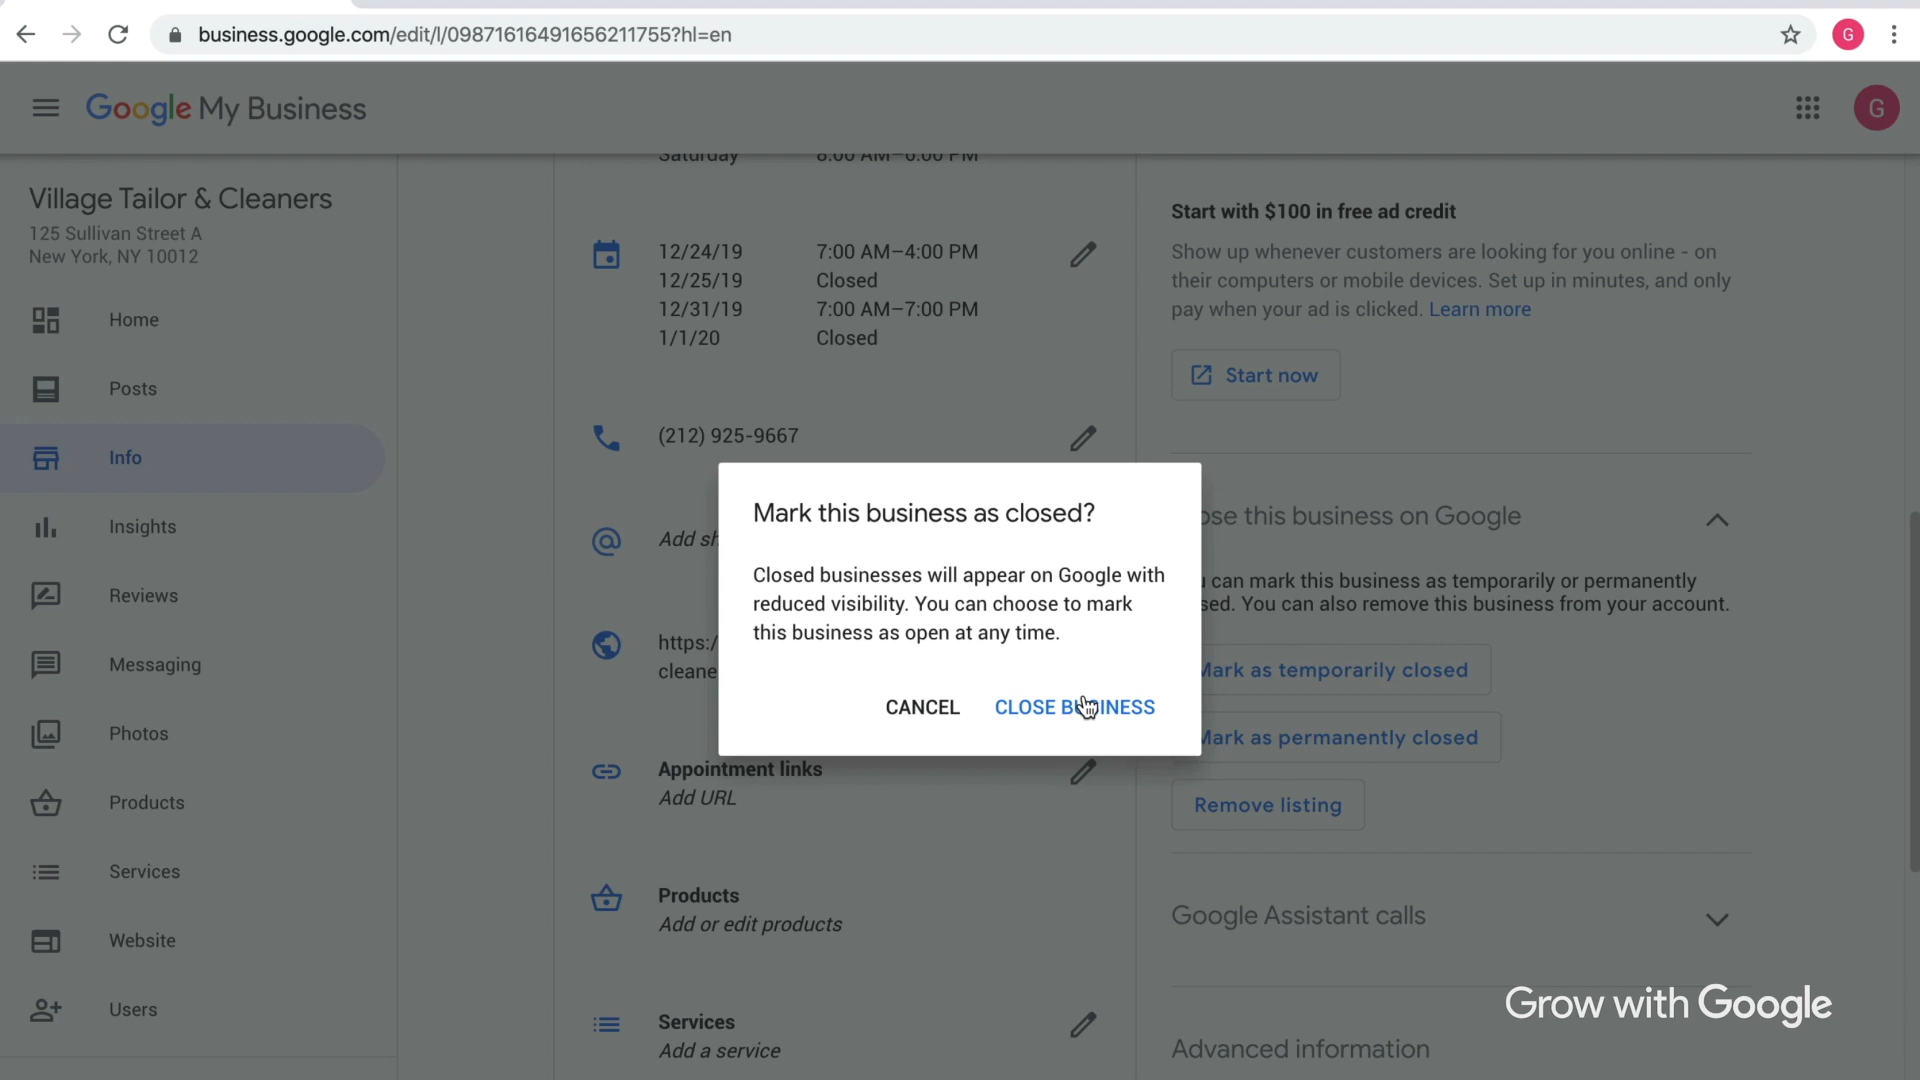 business.google.com/edit/l/09871616491656211755?hl=en
G
Google My Business
G
Village Tailor & Cleaners
125 Sullivan Street A
New York, NY 10012
Home
Posts
Info
Insights
Reviews
Messaging
Photos
Products
Services
Website
Users
Saturday 8:00 AM–6:00 PM
12/24/19 7:00 AM–4:00 PM
12/25/19 Closed
12/31/19 7:00 AM–7:00 PM
1/1/20 Closed
(212) 925-9667
Add sh
https:/
cleane
Appointment links
Add URL
Products
Add or edit products
Services
Add a service
Mark this business as closed?
Closed businesses will appear on Google with
reduced visibility. You can choose to mark
this business as open at any time.
CANCEL CLOSE BUSINESS
Start with $100 in free ad credit
Show up whenever customers are looking for you online - on
their computers or mobile devices. Set up in minutes, and only
pay when your ad is clicked. Learn more
Start now
ose this business on Google
can mark this business as temporarily or permanently
sed. You can also remove this business from your account.
Mark as temporarily closed
Mark as permanently closed
Remove listing
Google Assistant calls
Advanced information
Grow with Google